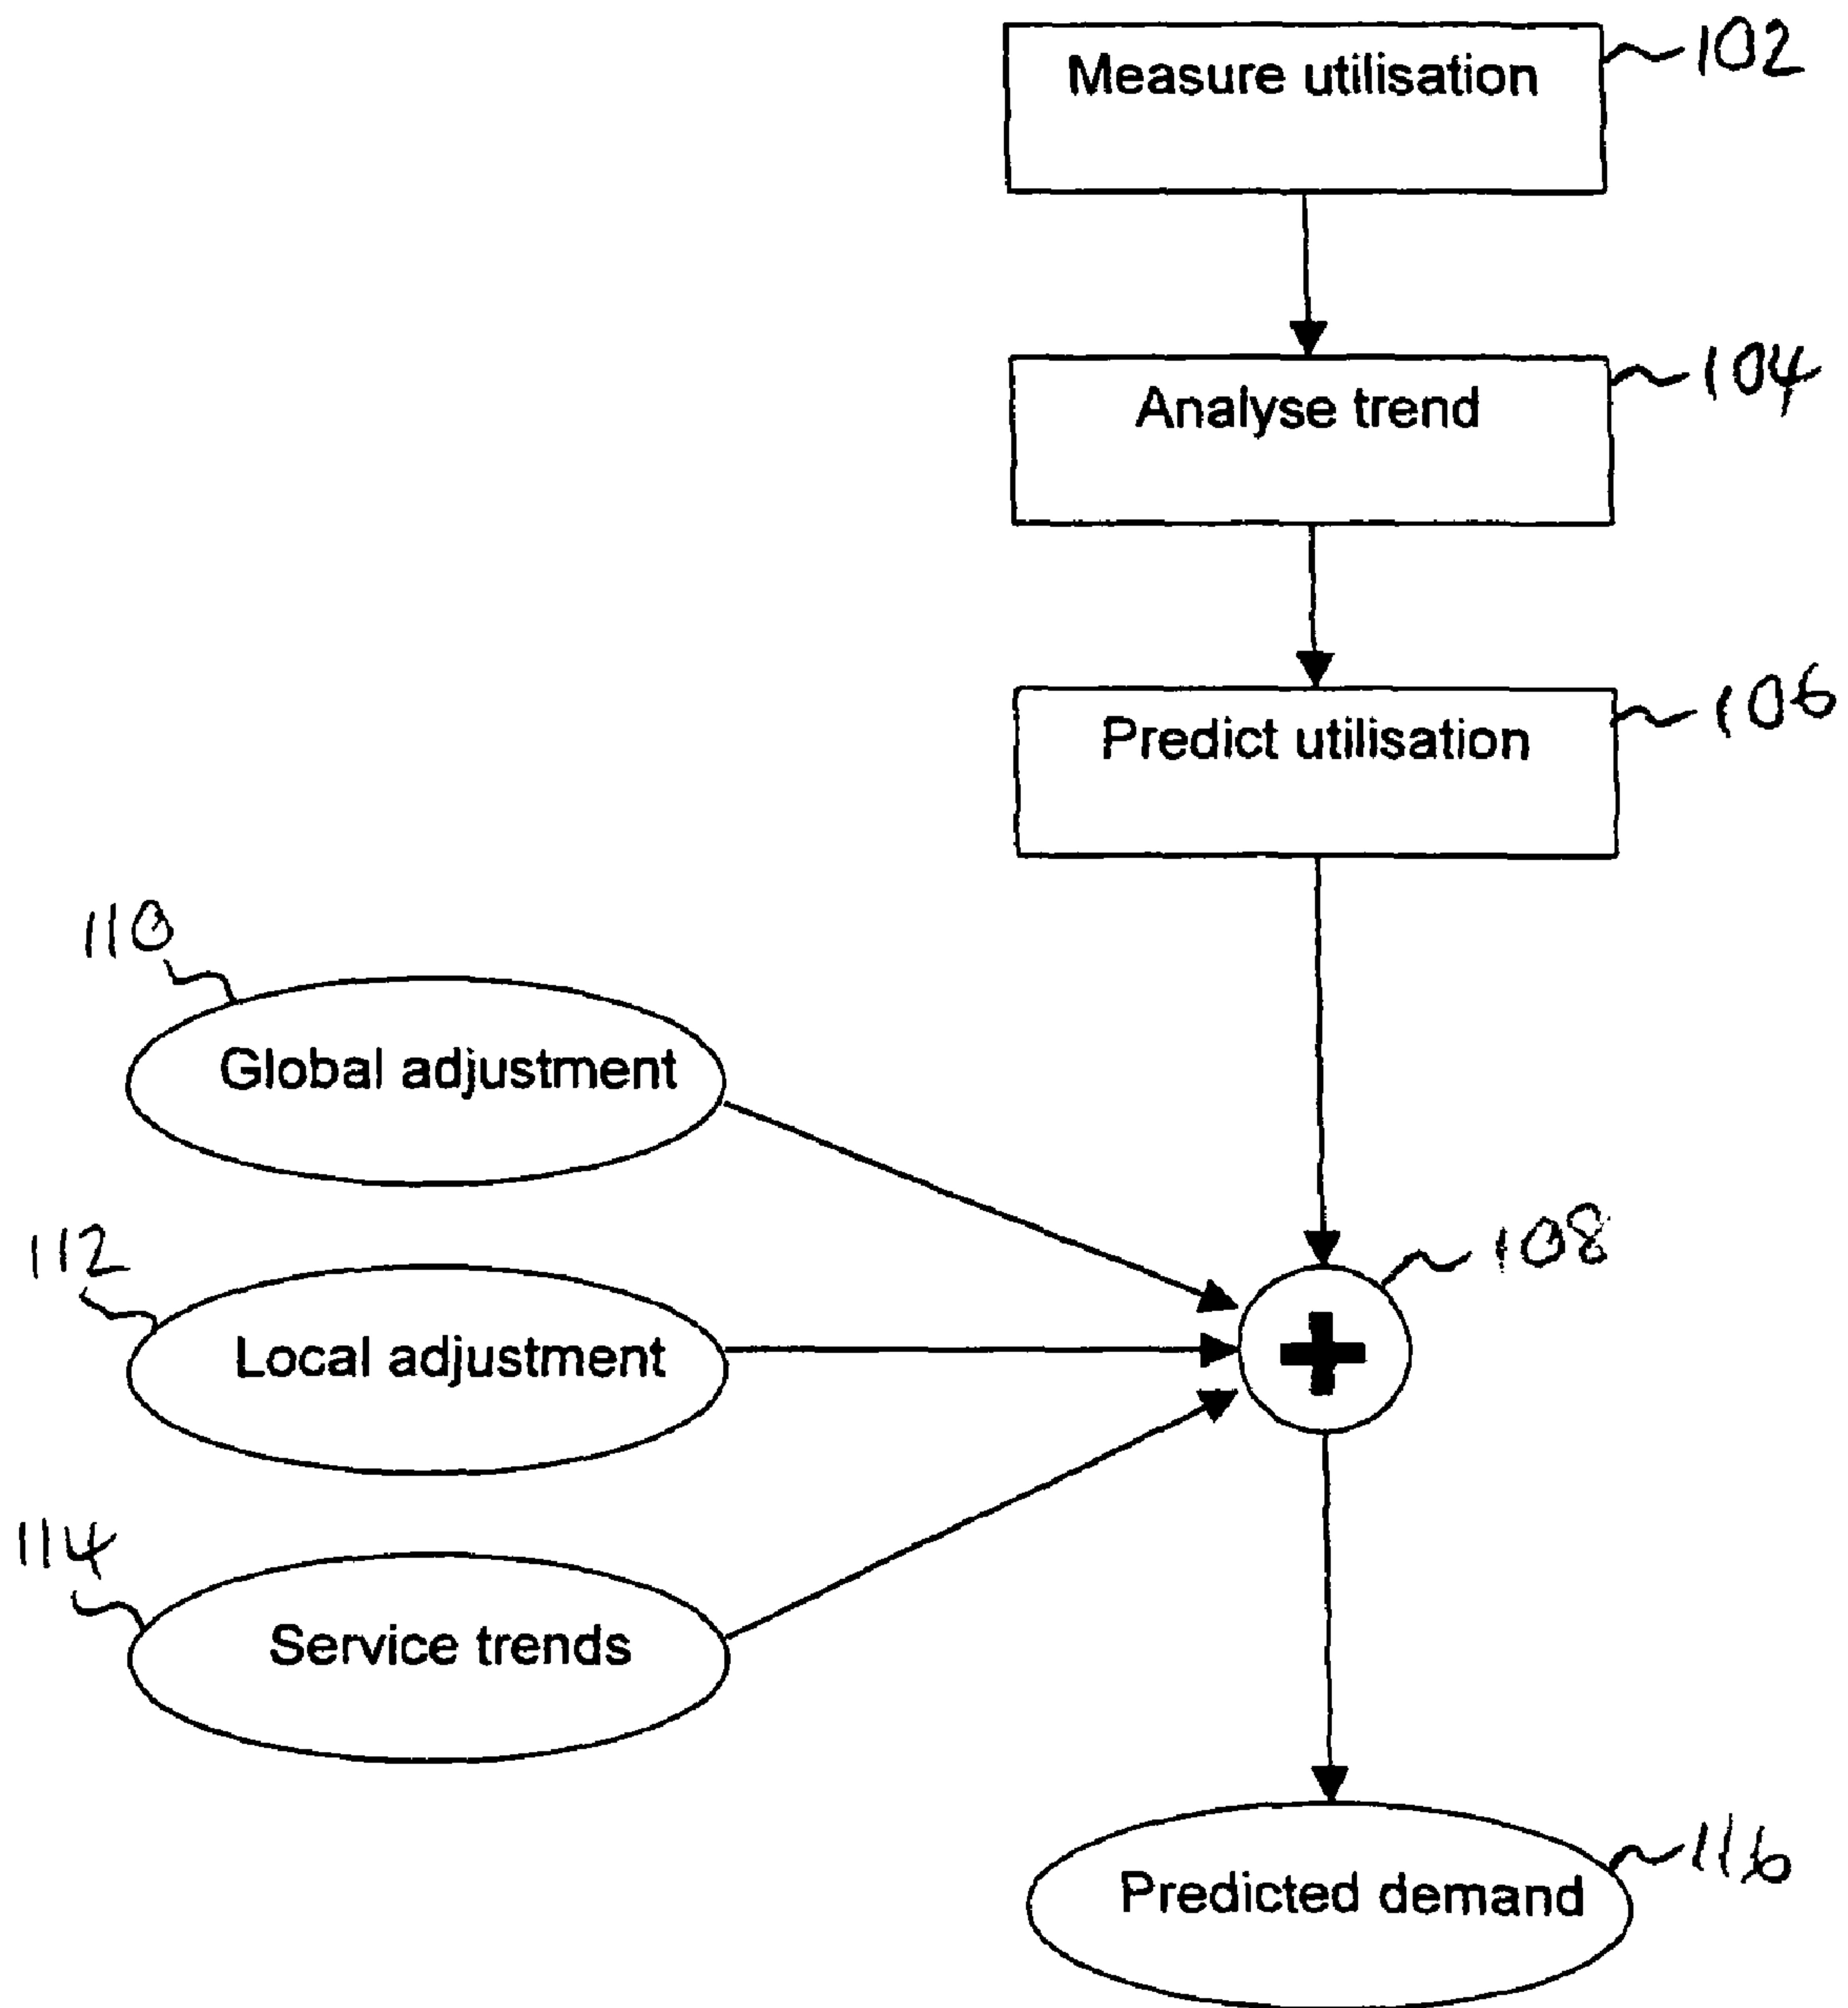 Measure utilisation
102
Analyse trend
104
Predict utilisation
106
110
Global adjustment
108
112
Local adjustment
+
114
Service trends
Predicted demand
116